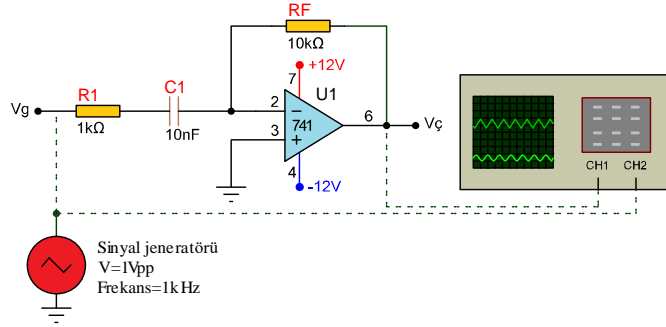 RF
10kΩ
+12V
7
R1
C1
U1
Vg
2
741
6
Vç
1kΩ
10nF
3
4
-12V
CH1 CH2
Sinyal jeneratörü
V=1Vpp
Frekans=1kHz